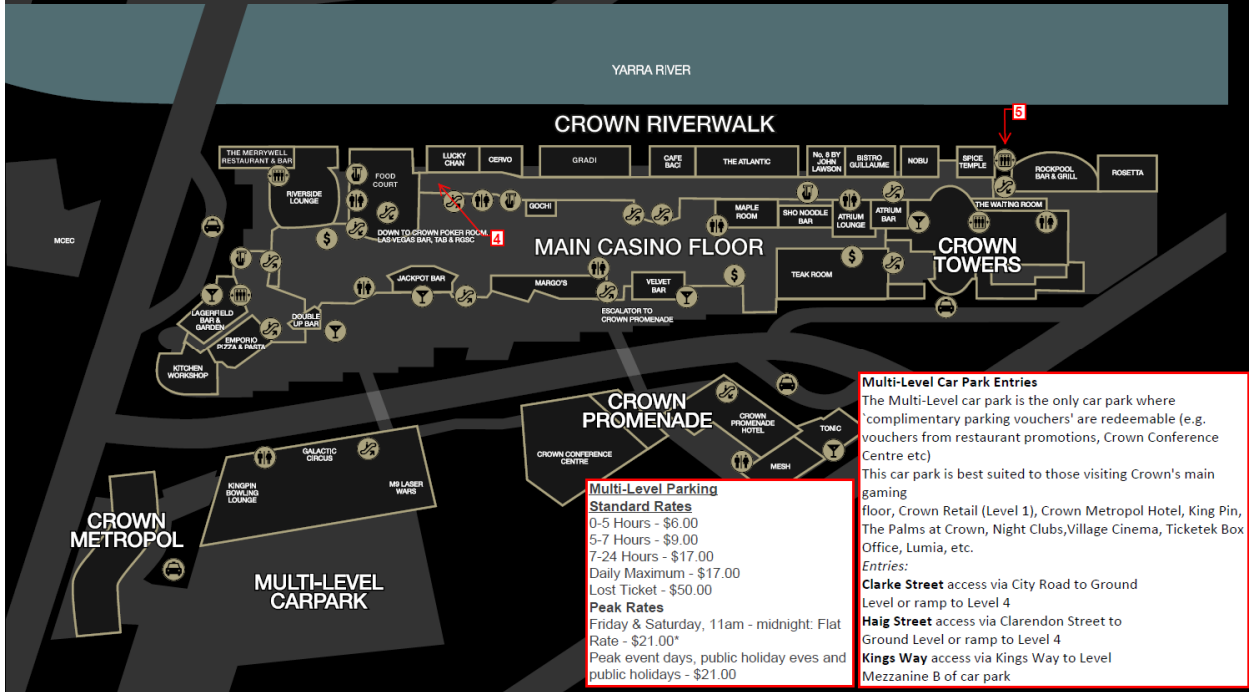 YARRA RIVER
5
CROWN RIVERWALK
THE MERRYWELL
RESTAURANT & BAR
LUCKY
CHAN
CERVO
GRADI
CAFE
BACI
THE ATLANTIC
No. 8 BY
JOHN
LAWSON
BISTRO
GUILLAUME
NOBU
SPICE
TEMPLE
ROCKPOOL
BAR & GRILL
ROSETTA
FOOD
COURT
RIVERSIDE
LOUNGE
GOCHI
MAPLE
ROOM
SHO NOODLE
BAR
ATRIUM
LOUNGE
ATRIUM
BAR
THE WAITING ROOM
MCEC
$
DOWN TO CROWN POKER ROOM,
LAS VEGAS BAR, TAB & RGSC
4
MAIN CASINO FLOOR
CROWN
TOWERS
JACKPOT BAR
MARGO'S
VELVET
BAR
$
TEAK ROOM
$
LAGERFIELD
BAR &
GARDEN
DOUBLE
UP BAR
ESCALATOR TO
CROWN PROMENADE
EMPORIO
PIZZA & PASTA
KITCHEN
WORKSHOP
CROWN
PROMENADE
CROWN
PROMENADE
HOTEL
TONIC
CROWN CONFERENCE
CENTRE
MESH
GALACTIC
CIRCUS
KINGPIN
BOWLING
LOUNGE
M9 LASER
WARS
CROWN
METROPOL
MULTI-LEVEL
CARPARK
Multi-Level Parking
Standard Rates
0-5 Hours - $6.00
5-7 Hours - $9.00
7-24 Hours - $17.00
Daily Maximum - $17.00
Lost Ticket - $50.00
Peak Rates
Friday & Saturday, 11am - midnight: Flat
Rate - $21.00*
Peak event days, public holiday eves and
public holidays - $21.00
Multi-Level Car Park Entries
The Multi-Level car park is the only car park where
`complimentary parking vouchers' are redeemable (e.g.
vouchers from restaurant promotions, Crown Conference
Centre etc)
This car park is best suited to those visiting Crown's main
gaming
floor, Crown Retail (Level 1), Crown Metropol Hotel, King Pin,
The Palms at Crown, Night Clubs,Village Cinema, Ticketek Box
Office, Lumia, etc.
Entries:
Clarke Street access via City Road to Ground
Level or ramp to Level 4
Haig Street access via Clarendon Street to
Ground Level or ramp to Level 4
Kings Way access via Kings Way to Level
Mezzanine B of car park